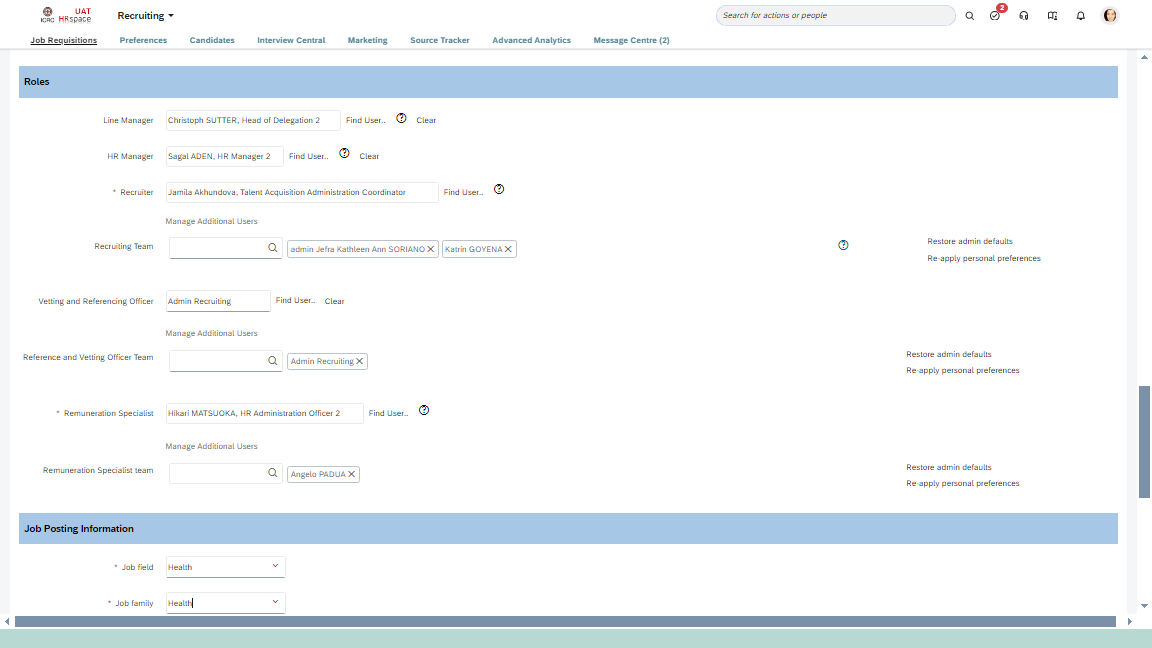 ICRC UAT HRspace Recruiting Search for actions or people 2
Job Requisitions Preferences Candidates Interview Central Marketing Source Tracker Advanced Analytics Message Centre (2)
Roles
Line Manager Christoph SUTTER, Head of Delegation 2 Find User.. Clear
HR Manager Sagal ADEN, HR Manager 2 Find User.. Clear
* Recruiter Jamila Akhundova, Talent Acquisition Administration Coordinator Find User..
Manage Additional Users
Recruiting Team admin Jefra Kathleen Ann SORIANO Katrin GOYENA Restore admin defaults
Re-apply personal preferences
Vetting and Referencing Officer Admin Recruiting Find User.. Clear
Manage Additional Users
Reference and Vetting Officer Team Admin Recruiting Restore admin defaults
Re-apply personal preferences
* Remuneration Specialist Hikari MATSUOKA, HR Administration Officer 2 Find User..
Manage Additional Users
Remuneration Specialist team Angelo PADUA Restore admin defaults
Re-apply personal preferences
Job Posting Information
* Job field Health
* Job family Health